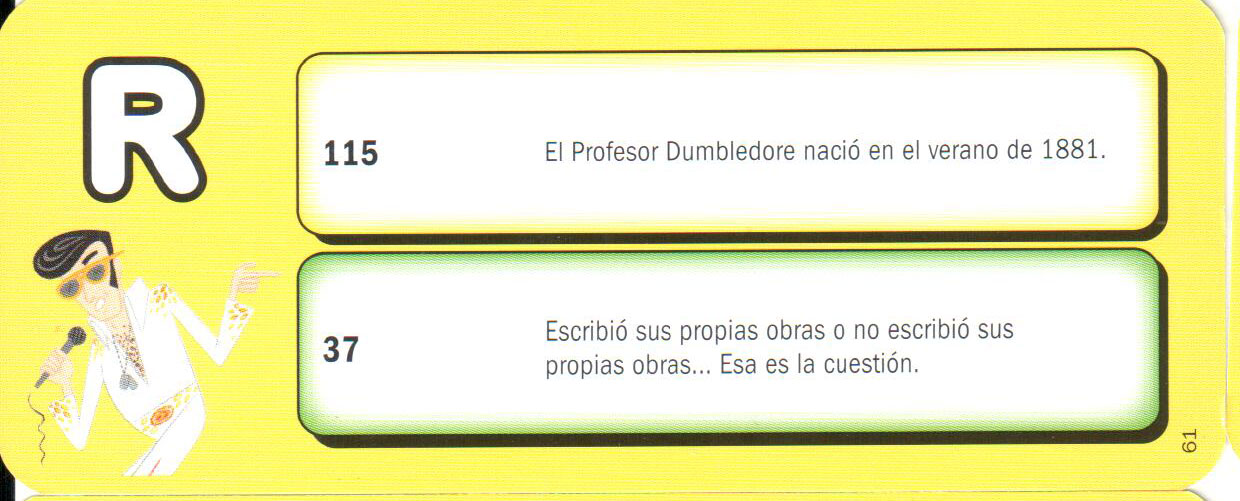 R
115
El Profesor Dumbledore nació en el verano de 1881.
37
Escribió sus propias obras o no escribió sus
propias obras... Esa es la cuestión.
61